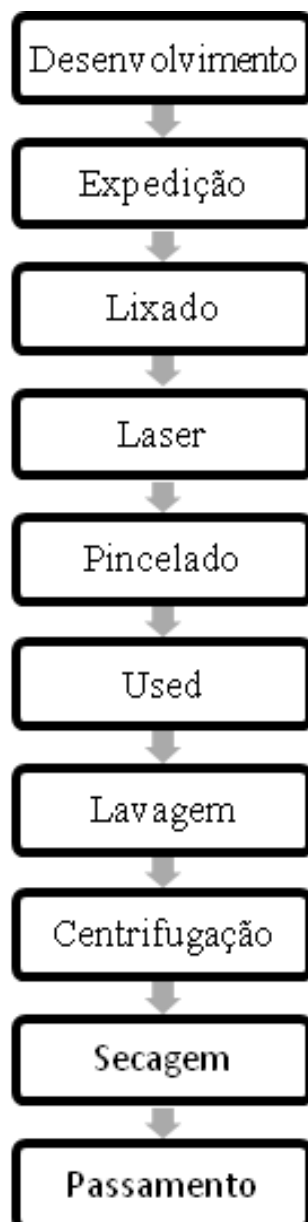 Desenvolvimento
Expedição
Lixado
Laser
Pincelado
Used
Lavagem
Centrifugação
Secagem
Passamento